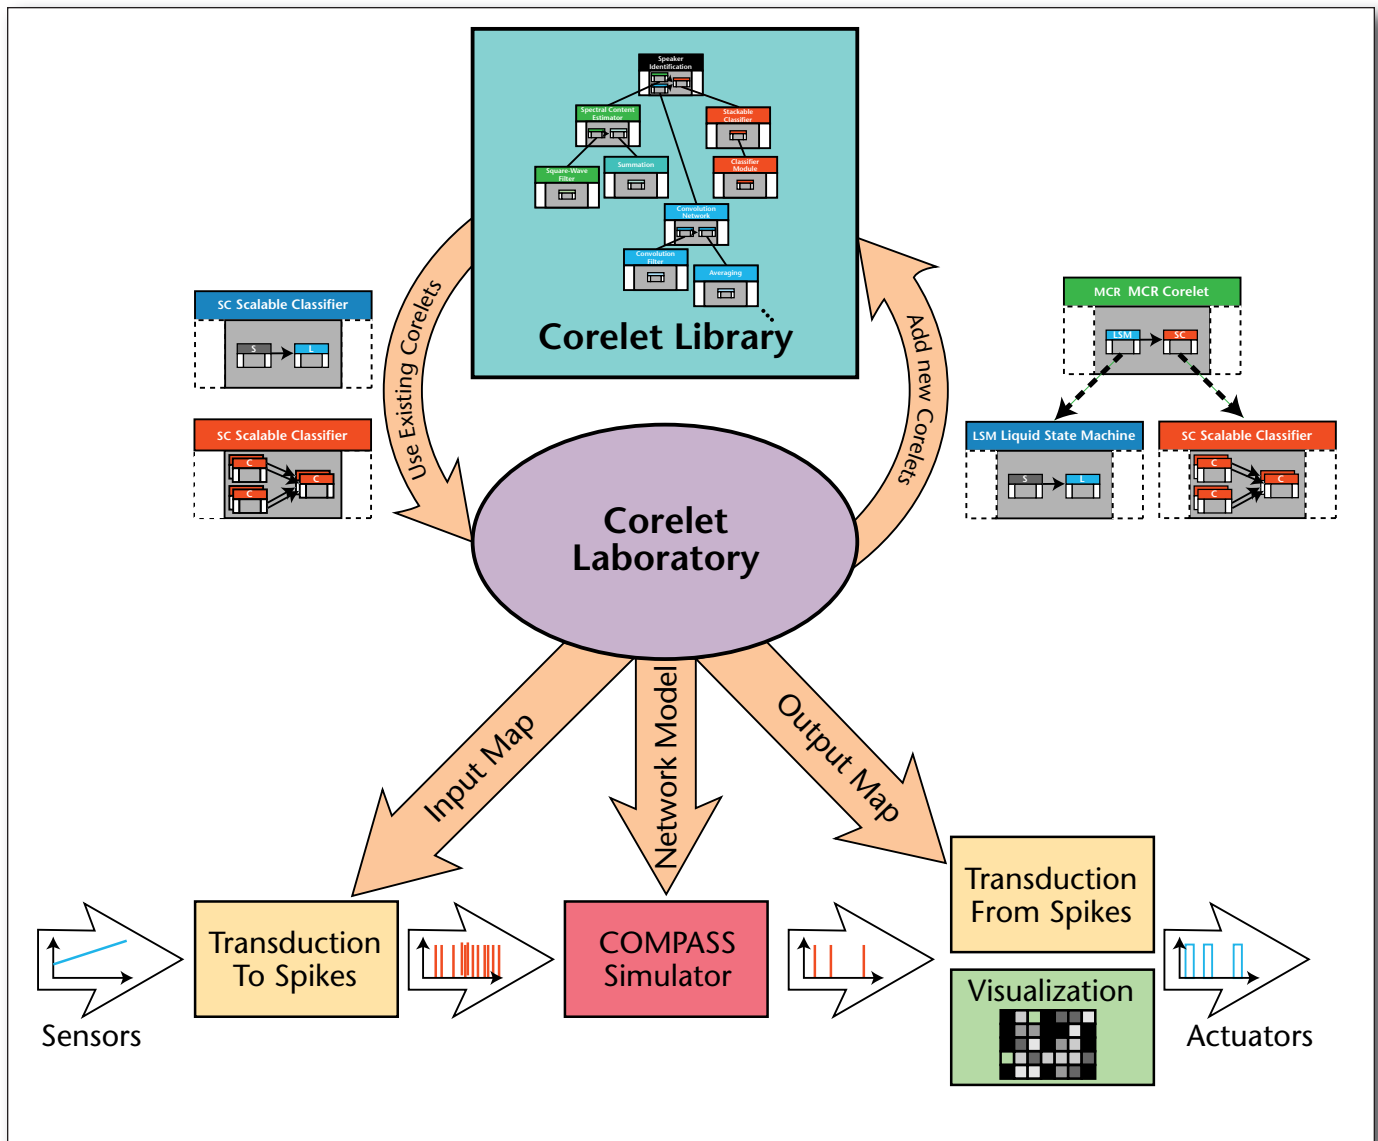 Speaker
Identification
Spectral Content
Estimator
Stackable
Classifier
Square-Wave
Filter
Summation
Classifier
Module
Convolution
Network
Convolution
Filter
Averaging
Corelet Library
Use Existing Corelets
Add new Corelets
SC Scalable Classifier
S
L
SC Scalable Classifier
C
C
C
MCR MCR Corelet
LSM
SC
LSM Liquid State Machine
S
L
SC Scalable Classifier
C
C
C
Corelet
Laboratory
Input Map
Network Model
Output Map
Sensors
Transduction
To Spikes
COMPASS
Simulator
Transduction
From Spikes
Visualization
Actuators